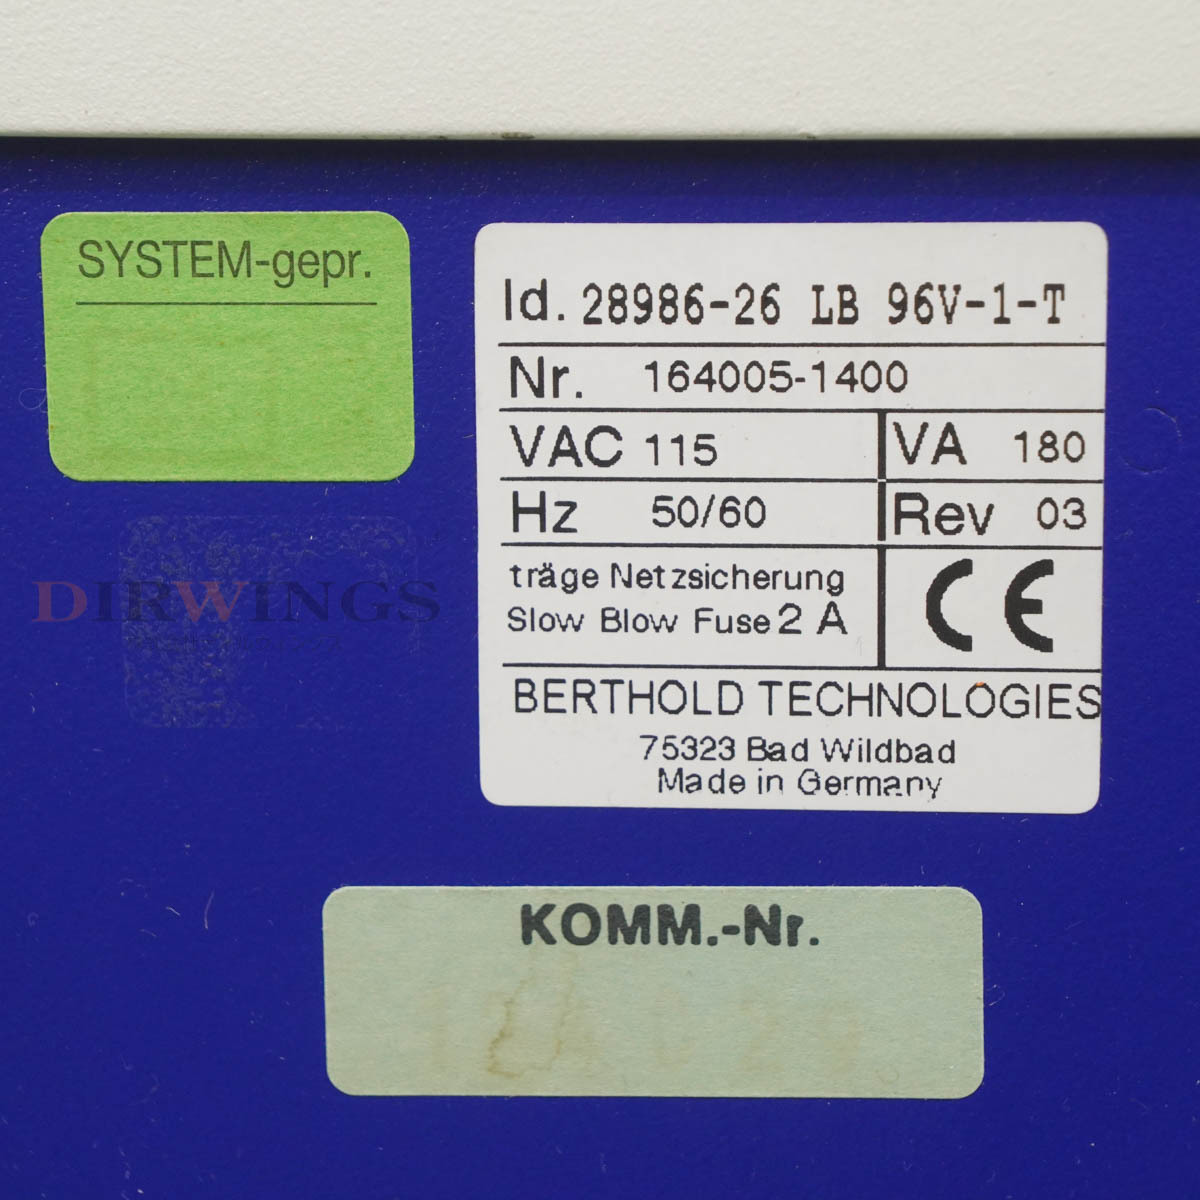 SYSTEM-gepr.
Id. 28986-26 LB 96V-1-T
Nr. 164005-1400
VAC 115 VA 180
Hz 50/60 Rev 03
träge Netzsicherung
Slow Blow Fuse 2 A
CE
BERTHOLD TECHNOLOGIES
75323 Bad Wildbad
Made in Germany
DIRWINGS
KOMM.-Nr.